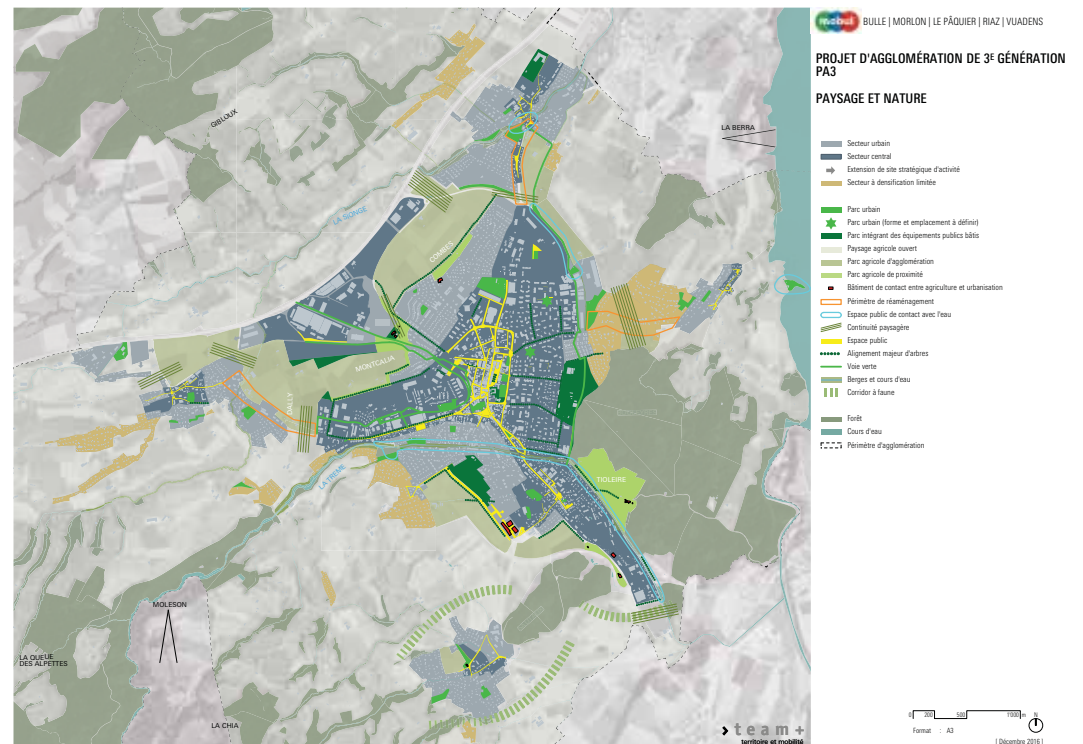 mobul
BULLE | MORLON | LE PÂQUIER | RIAZ | VUADENS
PROJET D'AGGLOMÉRATION DE 3E GÉNÉRATION
PA3
PAYSAGE ET NATURE
Secteur urbain
Secteur central
Extension de site stratégique d'activité
Secteur à densification limitée
Parc urbain
Parc urbain (forme et emplacement à définir)
Parc intégrant des équipements publics bâtis
Paysage agricole ouvert
Parc agricole d'agglomération
Parc agricole de proximité
Bâtiment de contact entre agriculture et urbanisation
Périmètre de réaménagement
Espace public de contact avec l'eau
Continuité paysagère
Espace public
Alignement majeur d'arbres
Voie verte
Berges et cours d'eau
Corridor à faune
Forêt
Cours d'eau
Périmètre d'agglomération
GIBLOUX
LA BERRA
LA SIONGE
COMBES
MONTCALIA
DALLY
LA TRÊME
TIOLEIRE
MOLESON
LA QUEUE
DES ALPETTES
LA CHIA
team+
territoire et mobilité
0 200 500 1'000 m N
Format : A3
| Décembre 2016 |